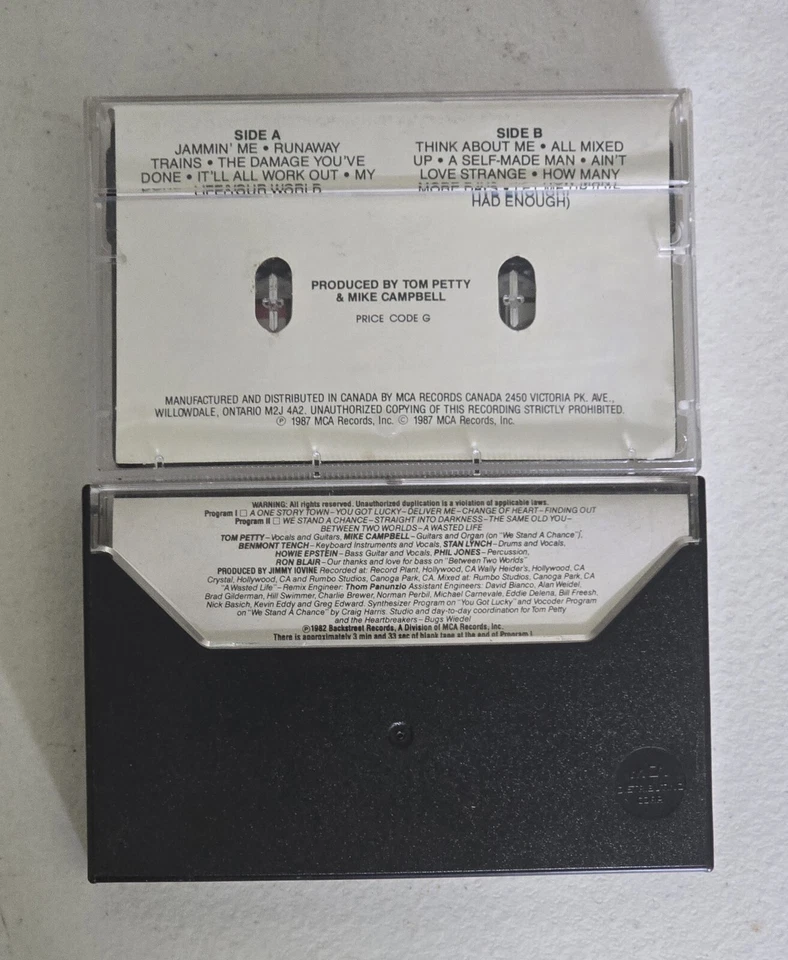 SIDE A
JAMMIN' ME • RUNAWAY
TRAINS • THE DAMAGE YOU'VE
DONE • IT'LL ALL WORK OUT • MY
LIFE/YOUR WORLD
SIDE B
THINK ABOUT ME • ALL MIXED
UP • A SELF-MADE MAN • AIN'T
LOVE STRANGE • HOW MANY
MORE DAYS •
HAD ENOUGH)
PRODUCED BY TOM PETTY
& MIKE CAMPBELL
PRICE CODE G
MANUFACTURED AND DISTRIBUTED IN CANADA BY MCA RECORDS CANADA 2450 VICTORIA PK. AVE.,
WILLOWDALE, ONTARIO M2J 4A2. UNAUTHORIZED COPYING OF THIS RECORDING STRICTLY PROHIBITED.
℗ 1987 MCA Records, Inc. © 1987 MCA Records, Inc.
WARNING: All rights reserved. Unauthorized duplication is a violation of applicable laws.
Program I □ A ONE STORY TOWN–YOU GOT LUCKY–DELIVER ME–CHANGE OF HEART–FINDING OUT
Program II □ WE STAND A CHANCE–STRAIGHT INTO DARKNESS–THE SAME OLD YOU–
BETWEEN TWO WORLDS–A WASTED LIFE
TOM PETTY–Vocals and Guitars, MIKE CAMPBELL–Guitars and Organ (on "We Stand A Chance"),
BENMONT TENCH–Keyboard Instruments and Vocals, STAN LYNCH–Drums and Vocals,
HOWIE EPSTEIN–Bass Guitar and Vocals, PHIL JONES–Percussion,
RON BLAIR–Our thanks and love for bass on "Between Two Worlds"
PRODUCED BY JIMMY IOVINE Recorded at: Record Plant, Hollywood, CA Wally Heider's, Hollywood, CA
Crystal, Hollywood, CA and Rumbo Studios, Canoga Park, CA. Mixed at: Rumbo Studios, Canoga Park, CA
"A Wasted Life"–Remix Engineer: Thom Panunzio Assistant Engineers: David Bianco, Alan Weidel,
Brad Gilderman, Hill Swimmer, Charlie Brewer, Norman Perbil, Michael Carnevale, Eddie Delena, Bill Freesh,
Nick Basich, Kevin Eddy and Greg Edward. Synthesizer Program on "You Got Lucky" and Vocoder Program
on "We Stand A Chance" by Craig Harris. Studio and day-to-day coordination for Tom Petty
and the Heartbreakers–Bugs Wiedel
℗1982 Backstreet Records, A Division of MCA Records, Inc.
There is approximately 3 min and 33 sec of blank tape at the end of Program I
MCA
DISTRIBUTING
CORP.